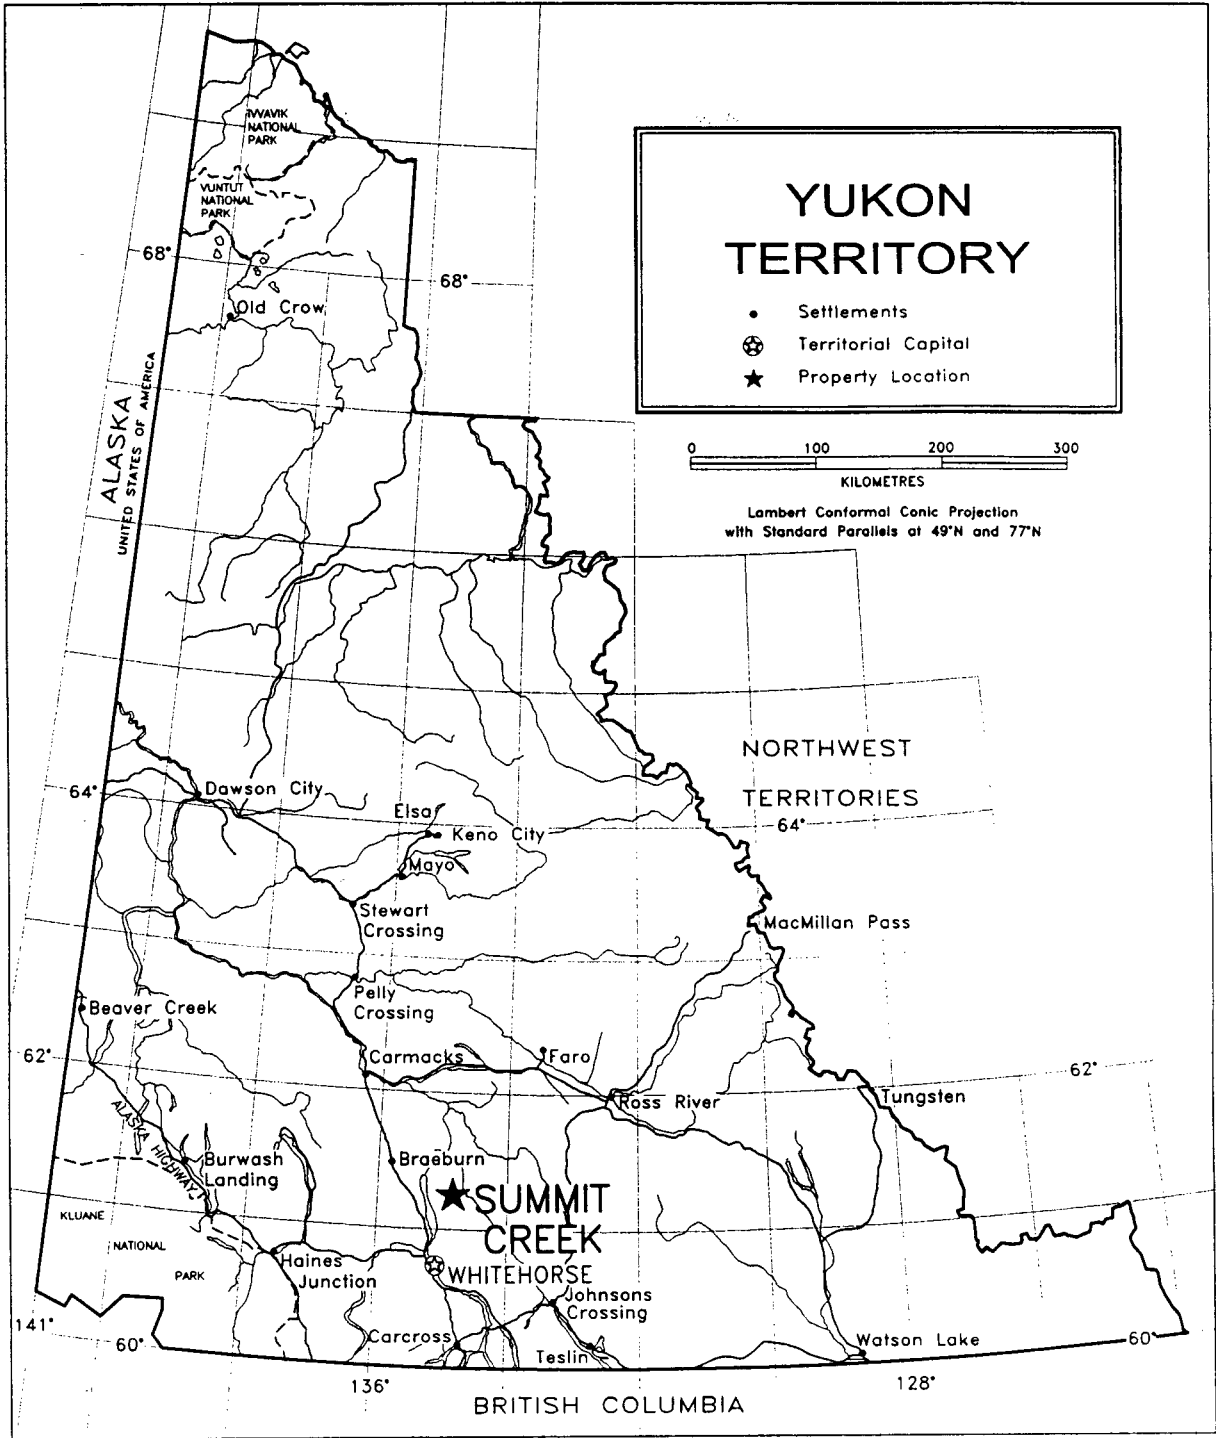 IVVAVIK
NATIONAL
PARK
VUNTUT
NATIONAL
PARK
YUKON
TERRITORY
Settlements
Territorial Capital
Property Location
68°
68°
Old Crow
ALASKA
UNITED STATES OF AMERICA
0 100 200 300
KILOMETRES
Lambert Conformal Conic Projection
with Standard Parallels at 49°N and 77°N
NORTHWEST
TERRITORIES
64°
64°
Dawson City
Elsa
Keno City
Mayo
Stewart
Crossing
MacMillan Pass
Pelly
Crossing
Beaver Creek
62°
Carmacks
Faro
62°
Ross River
Tungsten
ALASKA HIGHWAY
Burwash
Landing
Braeburn
SUMMIT
CREEK
KLUANE
NATIONAL
PARK
Haines
Junction
WHITEHORSE
Johnsons
Crossing
141°
60°
Carcross
Teslin
Watson Lake
60°
136°
128°
BRITISH COLUMBIA